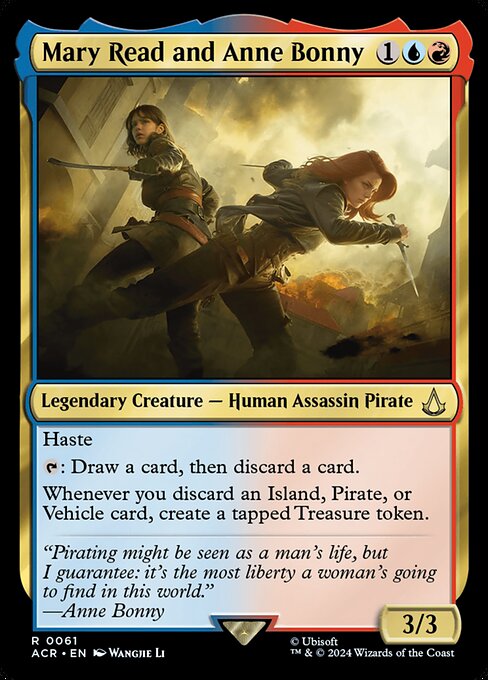 Mary Read and Anne Bonny 1
Legendary Creature — Human Assassin Pirate
Haste
: Draw a card, then discard a card.
Whenever you discard an Island, Pirate, or
Vehicle card, create a tapped Treasure token.
“Pirating might be seen as a man’s life, but
I guarantee: it’s the most liberty a woman’s going
to find in this world.”
—Anne Bonny
3/3
R 0061
ACR • EN Wangjie Li
© Ubisoft
™ & © 2024 Wizards of the Coast